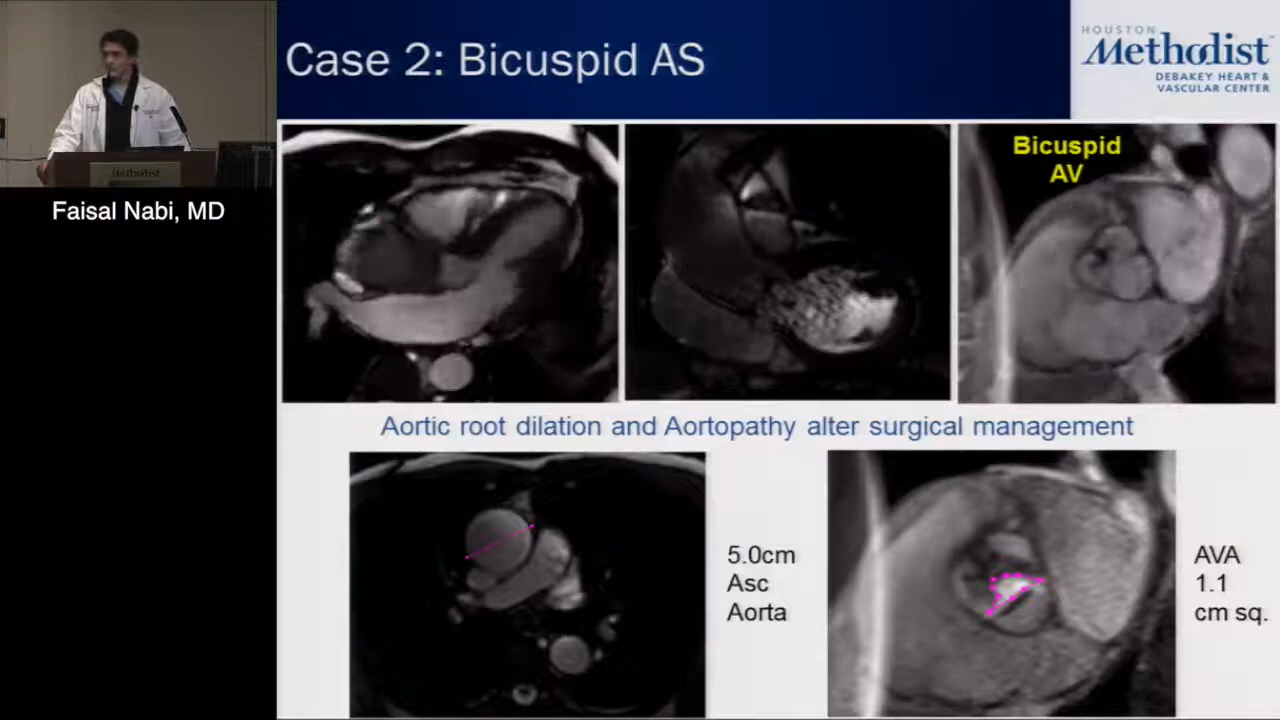 Case 2: Bicuspid AS
HOUSTON
Methodist
DEBAKEY HEART &
VASCULAR CENTER
Methodist
Faisal Nabi, MD
Bicuspid
AV
Aortic root dilation and Aortopathy alter surgical management
5.0cm
Asc
Aorta
AVA
1.1
cm sq.